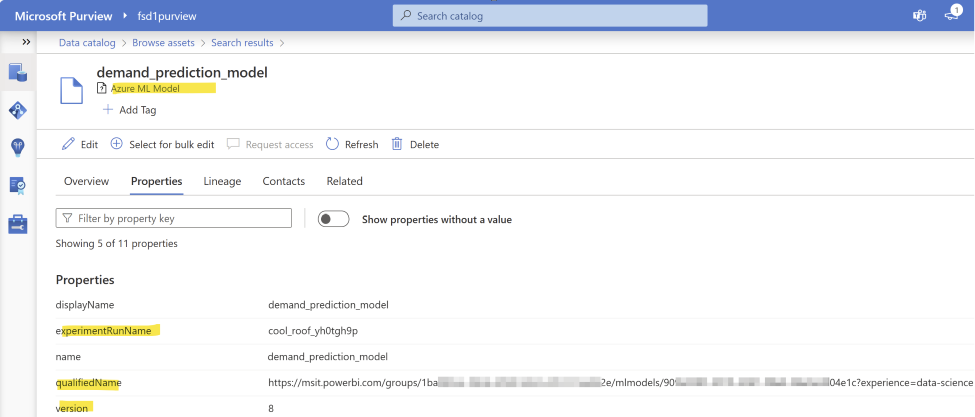 Microsoft Purview fsd1purview Search catalog 1
Data catalog Browse assets Search results
demand_prediction_model
Azure ML Model
Add Tag
Edit Select for bulk edit Request access Refresh Delete
Overview Properties Lineage Contacts Related
Filter by property key Show properties without a value
Showing 5 of 11 properties
Properties
displayName demand_prediction_model
experimentRunName cool_roof_yh0tgh9p
name demand_prediction_model
qualifiedName https://msit.powerbi.com/groups/1ba 2e/mlmodels/90 04e1c?experience=data-science
version 8